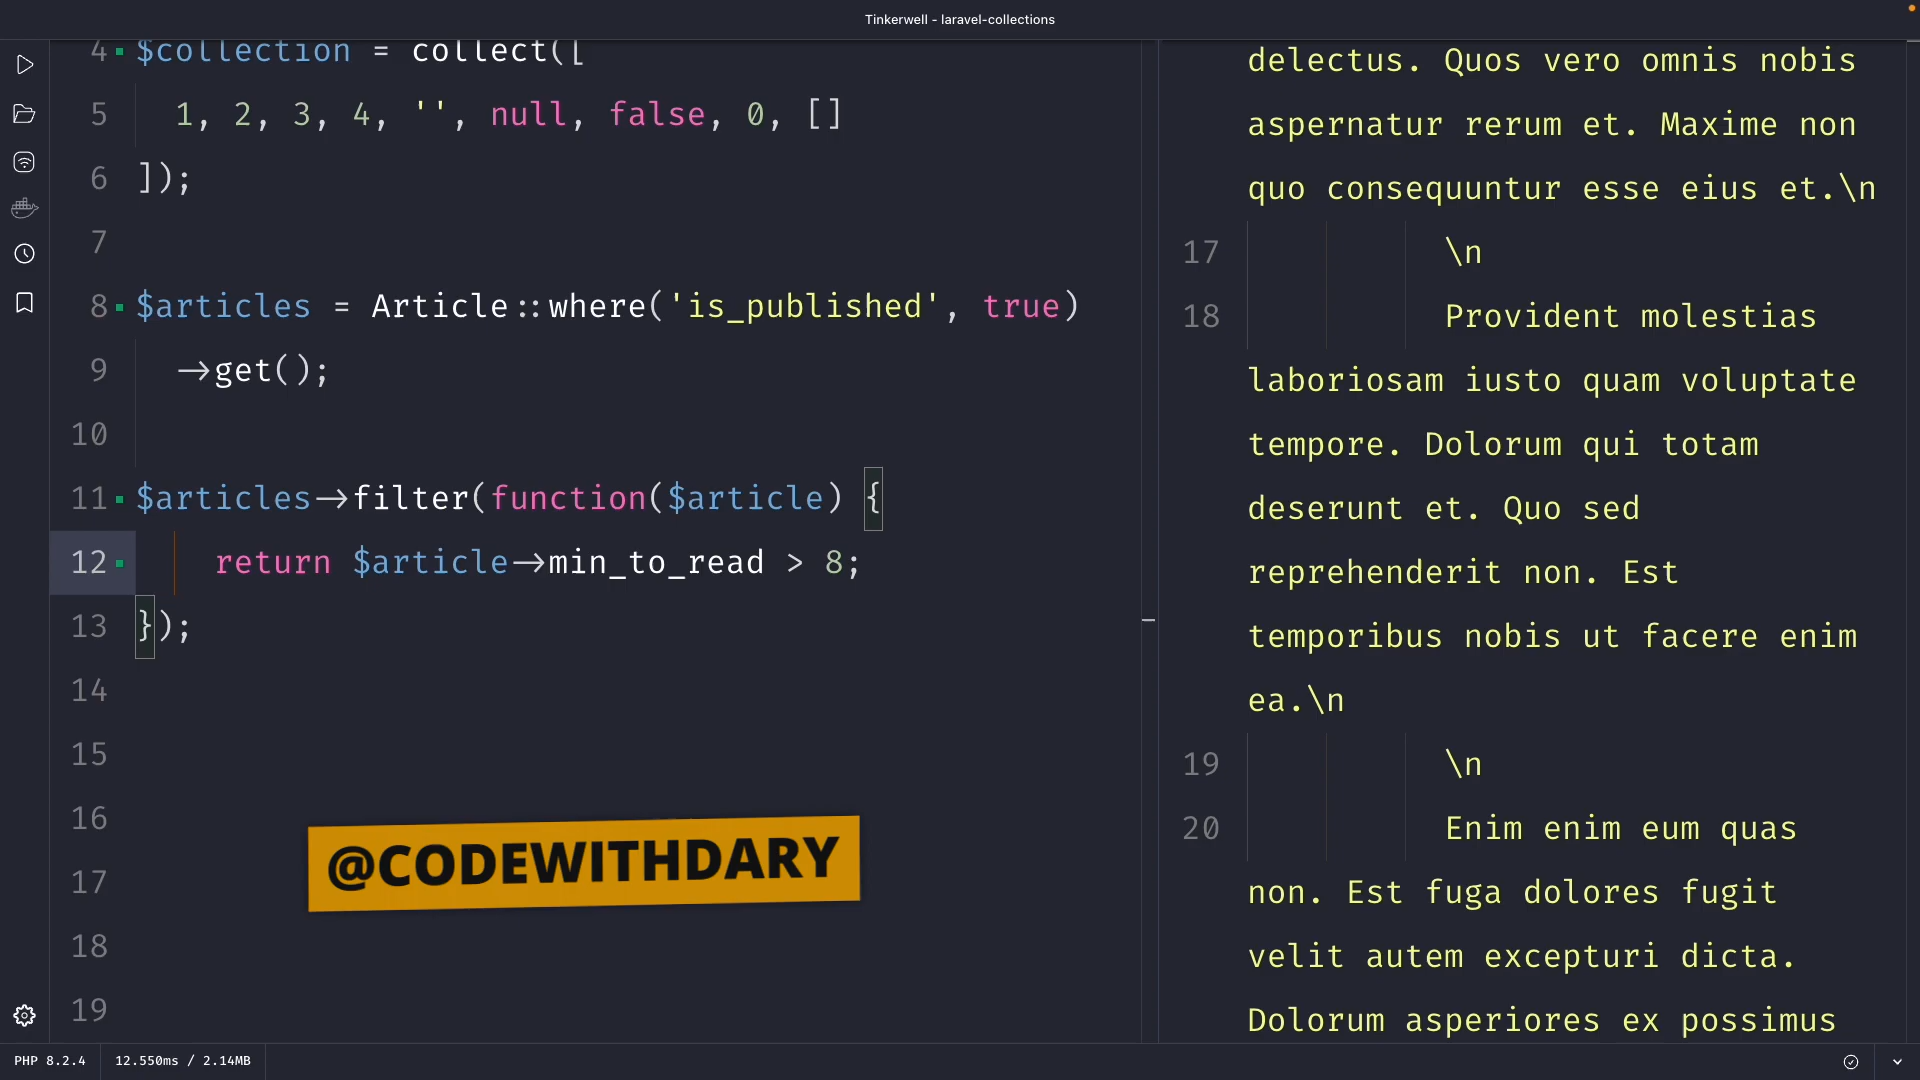 Tinkerwell - laravel-collections
4 $collection = collect([
5 1, 2, 3, 4, '', null, false, 0, []
6 ]);
7
8 $articles = Article::where('is_published', true)
9 ->get();
10
11 $articles->filter(function($article) {
12 return $article->min_to_read > 8;
13 });
14
15
16
17
18
19
@CODEWITHDARY
delectus. Quos vero omnis nobis
aspernatur rerum et. Maxime non
quo consequuntur esse eius et.\n
17 \n
18 Provident molestias
laboriosam iusto quam voluptate
tempore. Dolorum qui totam
deserunt et. Quo sed
reprehenderit non. Est
temporibus nobis ut facere enim
ea.\n
19 \n
20 Enim enim eum quas
non. Est fuga dolores fugit
velit autem excepturi dicta.
Dolorum asperiores ex possimus
PHP 8.2.4 12.550ms / 2.14MB